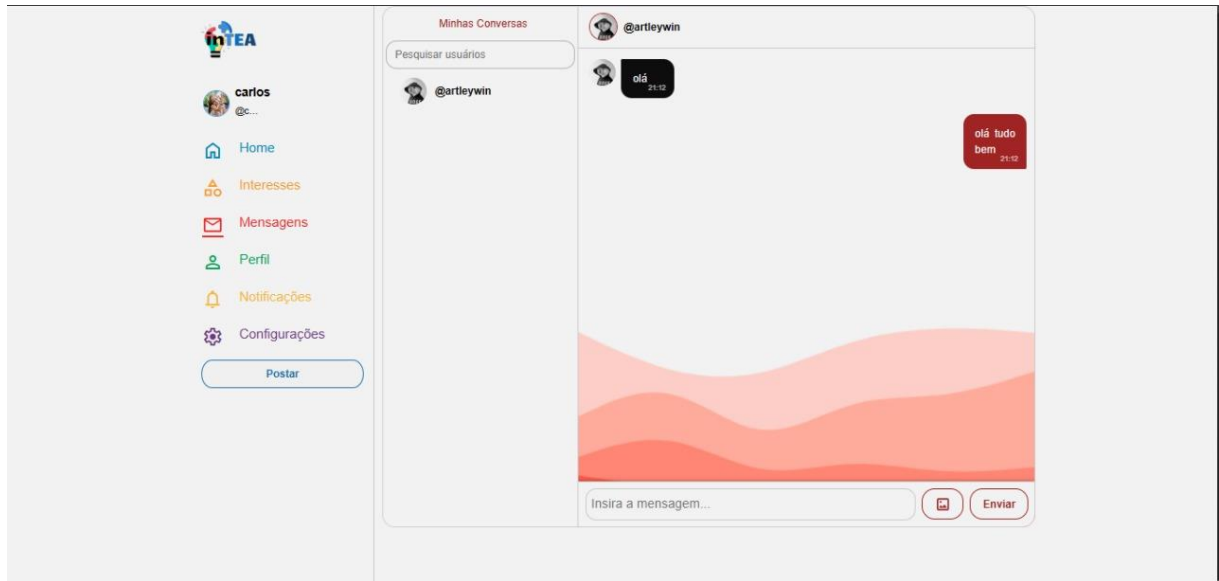 inTEA
carlos
@c...
Home
Interesses
Mensagens
Perfil
Notificações
Configurações
Postar
Minhas Conversas
Pesquisar usuários
@artleywin
@artleywin
olá
21:12
olá tudo
bem
21:12
Insira a mensagem...
Enviar